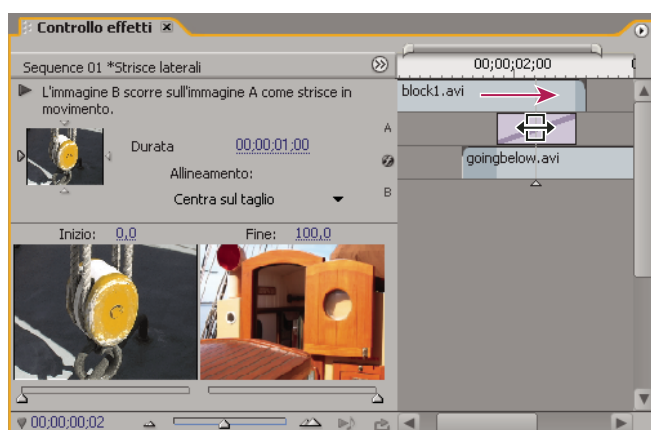 Controllo effetti
Sequence 01 *Strisce laterali
00;00;02;00
L'immagine B scorre sull'immagine A come strisce in
movimento.
block1.avi
A
Durata 00;00;01;00
goingbelow.avi
Allineamento:
B
Centra sul taglio
Inizio: 0,0 Fine: 100,0
00;00;00;02